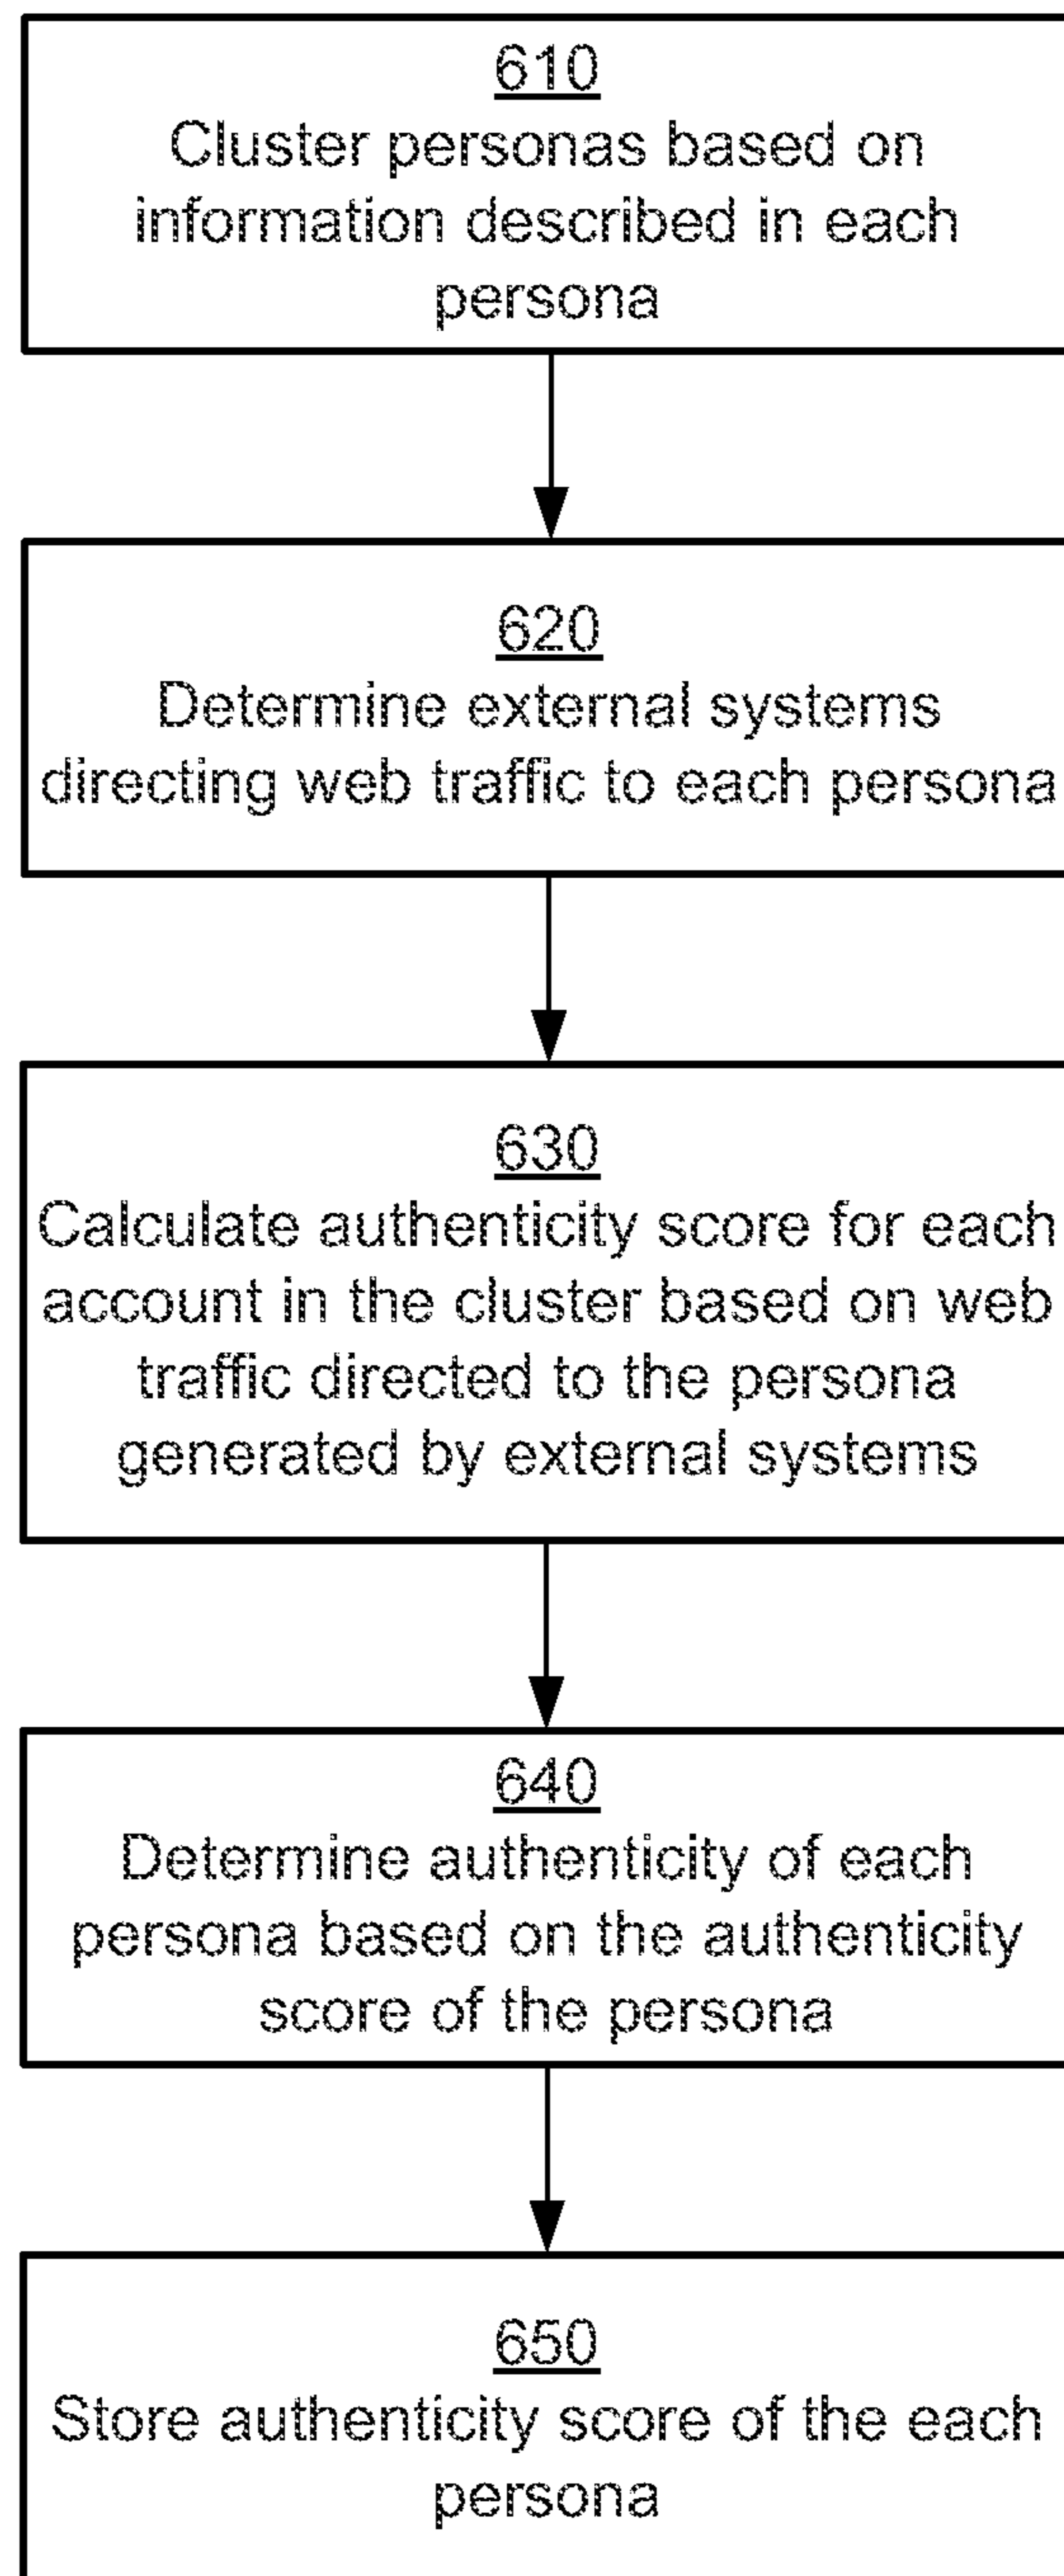 610
Cluster personas based on
information described in each
persona
620
Determine external systems
directing web traffic to each persona
630
Calculate authenticity score for each
account in the cluster based on web
traffic directed to the persona
generated by external systems
640
Determine authenticity of each
persona based on the authenticity
score of the persona
650
Store authenticity score of the each
persona